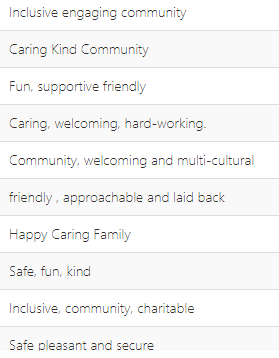 Inclusive engaging community
Caring Kind Community
Fun, supportive friendly
Caring, welcoming, hard-working.
Community, welcoming and multi-cultural
friendly , approachable and laid back
Happy Caring Family
Safe, fun, kind
Inclusive, community, charitable
Safe pleasant and secure